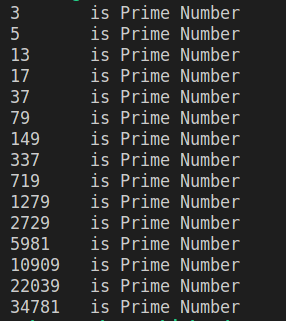 3 is Prime Number
5 is Prime Number
13 is Prime Number
17 is Prime Number
37 is Prime Number
79 is Prime Number
149 is Prime Number
337 is Prime Number
719 is Prime Number
1279 is Prime Number
2729 is Prime Number
5981 is Prime Number
10909 is Prime Number
22039 is Prime Number
34781 is Prime Number